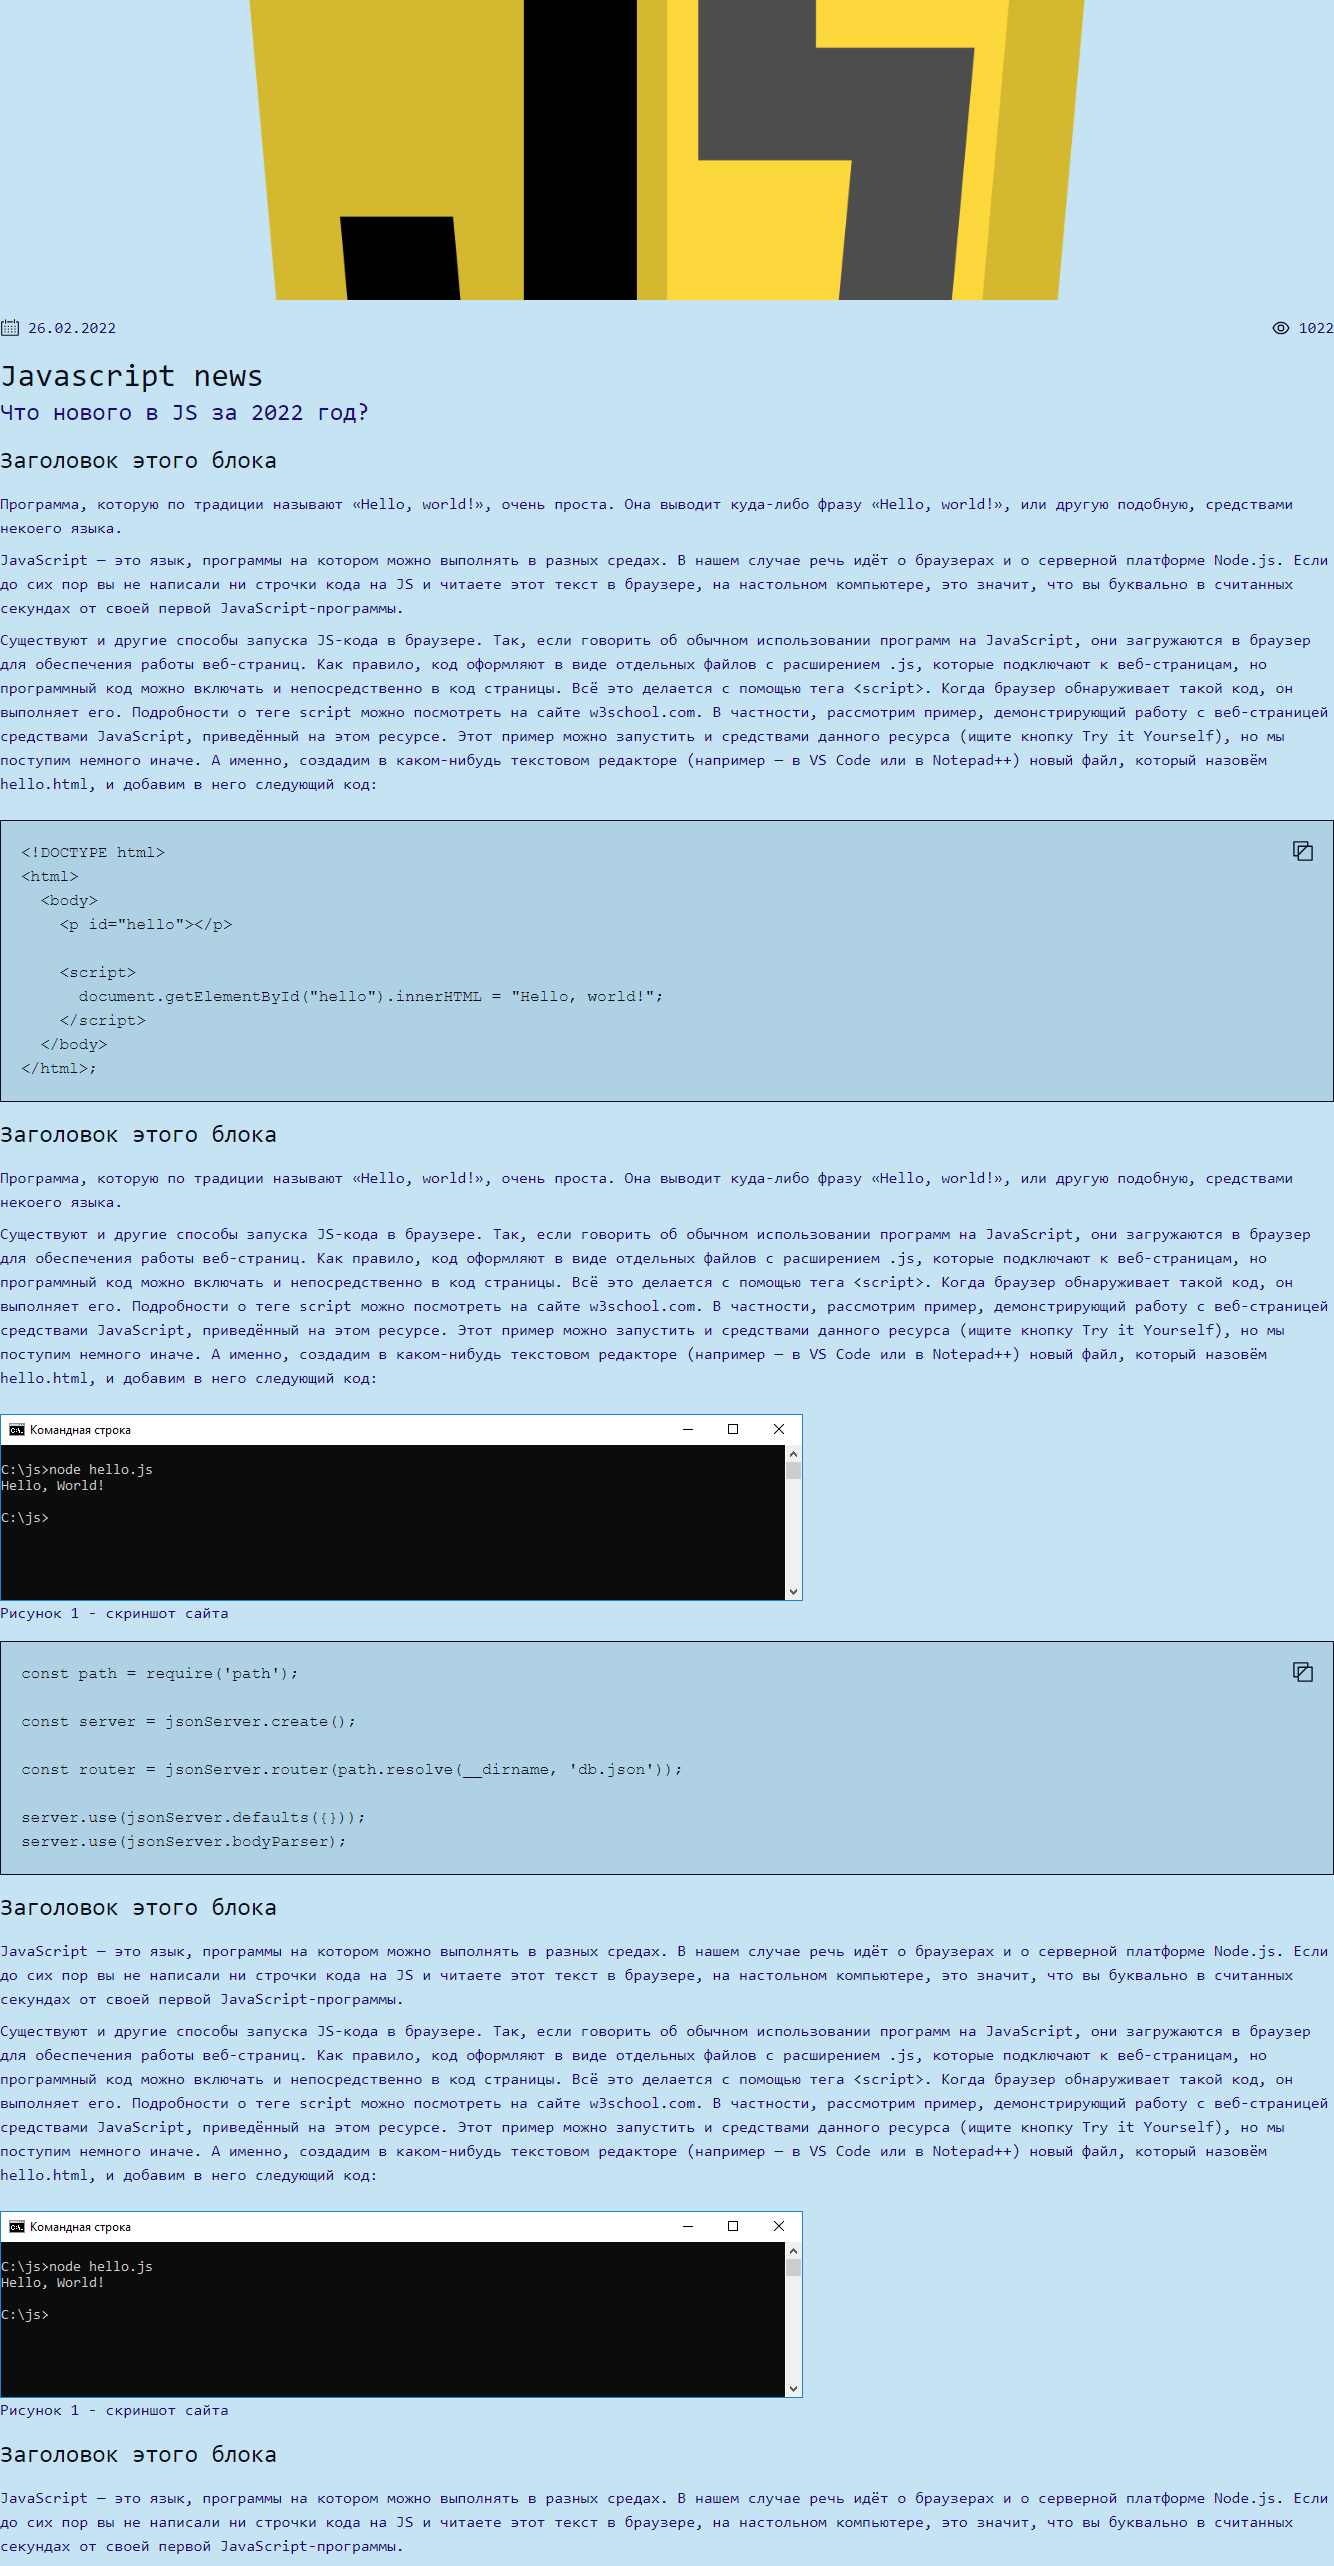 26.02.2022
1022
Javascript news
Что нового в JS за 2022 год?
Заголовок этого блока
Программа, которую по традиции называют «Hello, world!», очень проста. Она выводит куда-либо фразу «Hello, world!», или другую подобную, средствами
некоего языка.
JavaScript — это язык, программы на котором можно выполнять в разных средах. В нашем случае речь идёт о браузерах и о серверной платформе Node.js. Если
до сих пор вы не написали ни строчки кода на JS и читаете этот текст в браузере, на настольном компьютере, это значит, что вы буквально в считанных
секундах от своей первой JavaScript-программы.
Существуют и другие способы запуска JS-кода в браузере. Так, если говорить об обычном использовании программ на JavaScript, они загружаются в браузер
для обеспечения работы веб-страниц. Как правило, код оформляют в виде отдельных файлов с расширением .js, которые подключают к веб-страницам, но
программный код можно включать и непосредственно в код страницы. Всё это делается с помощью тега <script>. Когда браузер обнаруживает такой код, он
выполняет его. Подробности о теге script можно посмотреть на сайте w3school.com. В частности, рассмотрим пример, демонстрирующий работу с веб-страницей
средствами JavaScript, приведённый на этом ресурсе. Этот пример можно запустить и средствами данного ресурса (ищите кнопку Try it Yourself), но мы
поступим немного иначе. А именно, создадим в каком-нибудь текстовом редакторе (например — в VS Code или в Notepad++) новый файл, который назовём
hello.html, и добавим в него следующий код:
<!DOCTYPE html>
<html>
  <body>
    <p id="hello"></p>
    <script>
      document.getElementById("hello").innerHTML = "Hello, world!";
    </script>
  </body>
</html>;
Заголовок этого блока
Программа, которую по традиции называют «Hello, world!», очень проста. Она выводит куда-либо фразу «Hello, world!», или другую подобную, средствами
некоего языка.
Существуют и другие способы запуска JS-кода в браузере. Так, если говорить об обычном использовании программ на JavaScript, они загружаются в браузер
для обеспечения работы веб-страниц. Как правило, код оформляют в виде отдельных файлов с расширением .js, которые подключают к веб-страницам, но
программный код можно включать и непосредственно в код страницы. Всё это делается с помощью тега <script>. Когда браузер обнаруживает такой код, он
выполняет его. Подробности о теге script можно посмотреть на сайте w3school.com. В частности, рассмотрим пример, демонстрирующий работу с веб-страницей
средствами JavaScript, приведённый на этом ресурсе. Этот пример можно запустить и средствами данного ресурса (ищите кнопку Try it Yourself), но мы
поступим немного иначе. А именно, создадим в каком-нибудь текстовом редакторе (например — в VS Code или в Notepad++) новый файл, который назовём
hello.html, и добавим в него следующий код:
Командная строка
C:\js>node hello.js
Hello, World!
C:\js>
Рисунок 1 - скриншот сайта
const path = require('path');
const server = jsonServer.create();
const router = jsonServer.router(path.resolve(__dirname, 'db.json'));
server.use(jsonServer.defaults({}));
server.use(jsonServer.bodyParser);
Заголовок этого блока
JavaScript — это язык, программы на котором можно выполнять в разных средах. В нашем случае речь идёт о браузерах и о серверной платформе Node.js. Если
до сих пор вы не написали ни строчки кода на JS и читаете этот текст в браузере, на настольном компьютере, это значит, что вы буквально в считанных
секундах от своей первой JavaScript-программы.
Существуют и другие способы запуска JS-кода в браузере. Так, если говорить об обычном использовании программ на JavaScript, они загружаются в браузер
для обеспечения работы веб-страниц. Как правило, код оформляют в виде отдельных файлов с расширением .js, которые подключают к веб-страницам, но
программный код можно включать и непосредственно в код страницы. Всё это делается с помощью тега <script>. Когда браузер обнаруживает такой код, он
выполняет его. Подробности о теге script можно посмотреть на сайте w3school.com. В частности, рассмотрим пример, демонстрирующий работу с веб-страницей
средствами JavaScript, приведённый на этом ресурсе. Этот пример можно запустить и средствами данного ресурса (ищите кнопку Try it Yourself), но мы
поступим немного иначе. А именно, создадим в каком-нибудь текстовом редакторе (например — в VS Code или в Notepad++) новый файл, который назовём
hello.html, и добавим в него следующий код:
Командная строка
C:\js>node hello.js
Hello, World!
C:\js>
Рисунок 1 - скриншот сайта
Заголовок этого блока
JavaScript — это язык, программы на котором можно выполнять в разных средах. В нашем случае речь идёт о браузерах и о серверной платформе Node.js. Если
до сих пор вы не написали ни строчки кода на JS и читаете этот текст в браузере, на настольном компьютере, это значит, что вы буквально в считанных
секундах от своей первой JavaScript-программы.